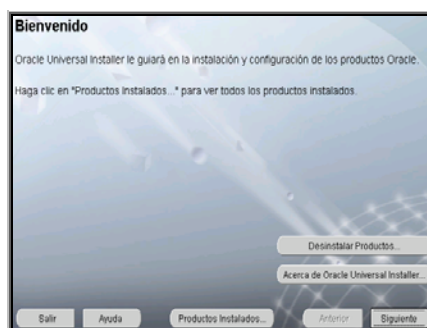 Bienvenido
Oracle Universal Installer le guiará en la instalación y configuración de los productos Oracle.
Haga clic en "Productos Instalados..." para ver todos los productos instalados.
Desinstalar Productos...
Acerca de Oracle Universal Installer...
Salir Ayuda Productos Instalados... Anterior Siguiente